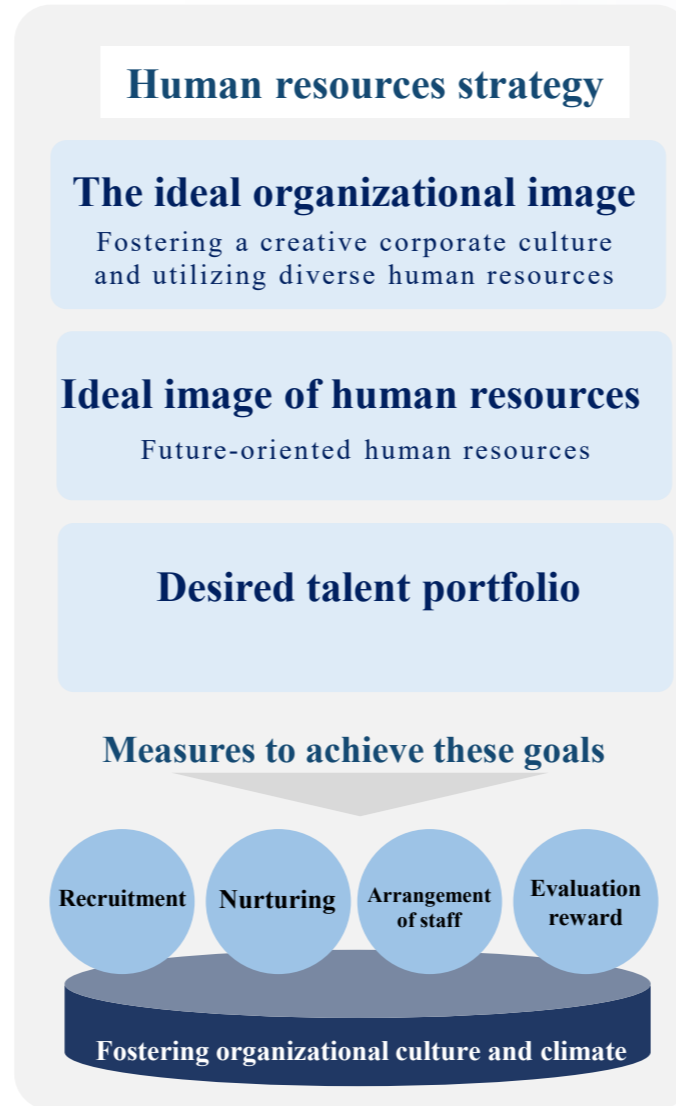 Human resources strategy
The ideal organizational image
Fostering a creative corporate culture
and utilizing diverse human resources
Ideal image of human resources
Future-oriented human resources
Desired talent portfolio
Measures to achieve these goals
Recruitment
Nurturing
Arrangement
of staff
Evaluation
reward
Fostering organizational culture and climate